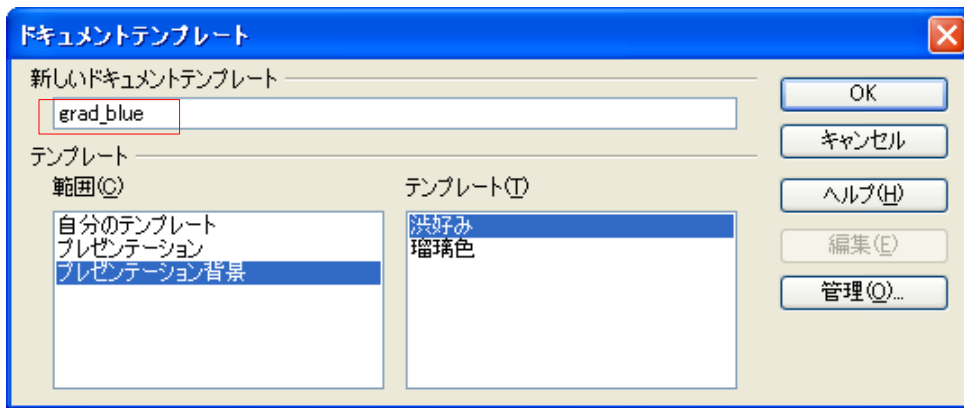 ドキュメントテンプレート
新しいドキュメントテンプレート
grad_blue
OK
キャンセル
テンプレート
範囲(C)
テンプレート(T)
ヘルプ(H)
自分のテンプレート
プレゼンテーション
プレゼンテーション背景
渋好み
瑠璃色
編集(E)
管理(O)...